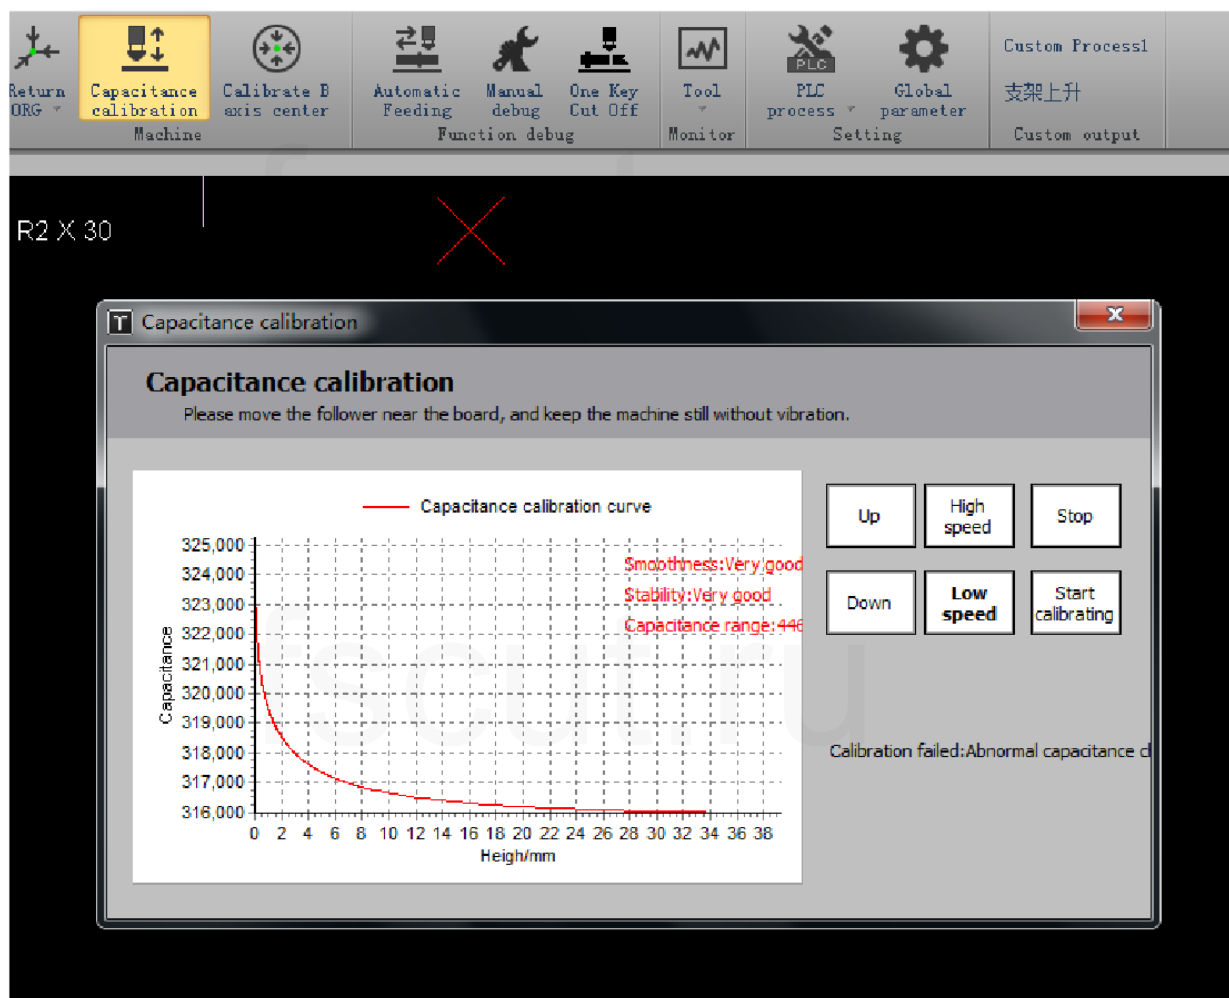 Return
ORG
Capacitance
calibration
Calibrate B
axis center
Machine
Automatic
Feeding
Manual
debug
One Key
Cut Off
Function debug
Tool
Monitor
PLC
PLC
process
Global
parameter
Setting
Custom Process1
支架上升
Custom output
R2 X 30
Capacitance calibration
Capacitance calibration
Please move the follower near the board, and keep the machine still without vibration.
Capacitance calibration curve
Smoothness:Very good
Stability:Very good
Capacitance range:446
Capacitance
325,000
324,000
323,000
322,000
321,000
320,000
319,000
318,000
317,000
316,000
0 2 4 6 8 10 12 14 16 18 20 22 24 26 28 30 32 34 36 38
Heigh/mm
Up
High
speed
Stop
Down
Low
speed
Start
calibrating
Calibration failed:Abnormal capacitance
fscut.ru